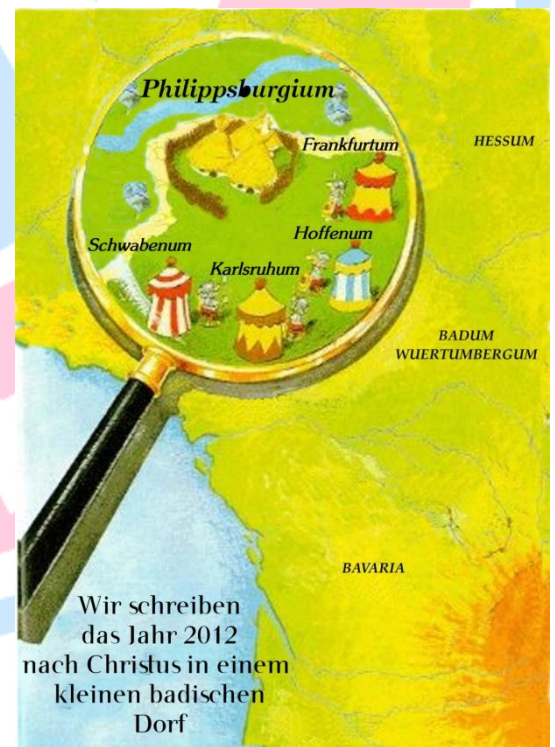 Philippsburgium
Frankfurtum
HESSUM
Hoffenum
Schwabenum
Karlsruhum
BADUM
WUERTUMBERGUM
BAVARIA
Wir schreiben
das Jahr 2012
nach Christus in einem
kleinen badischen
Dorf